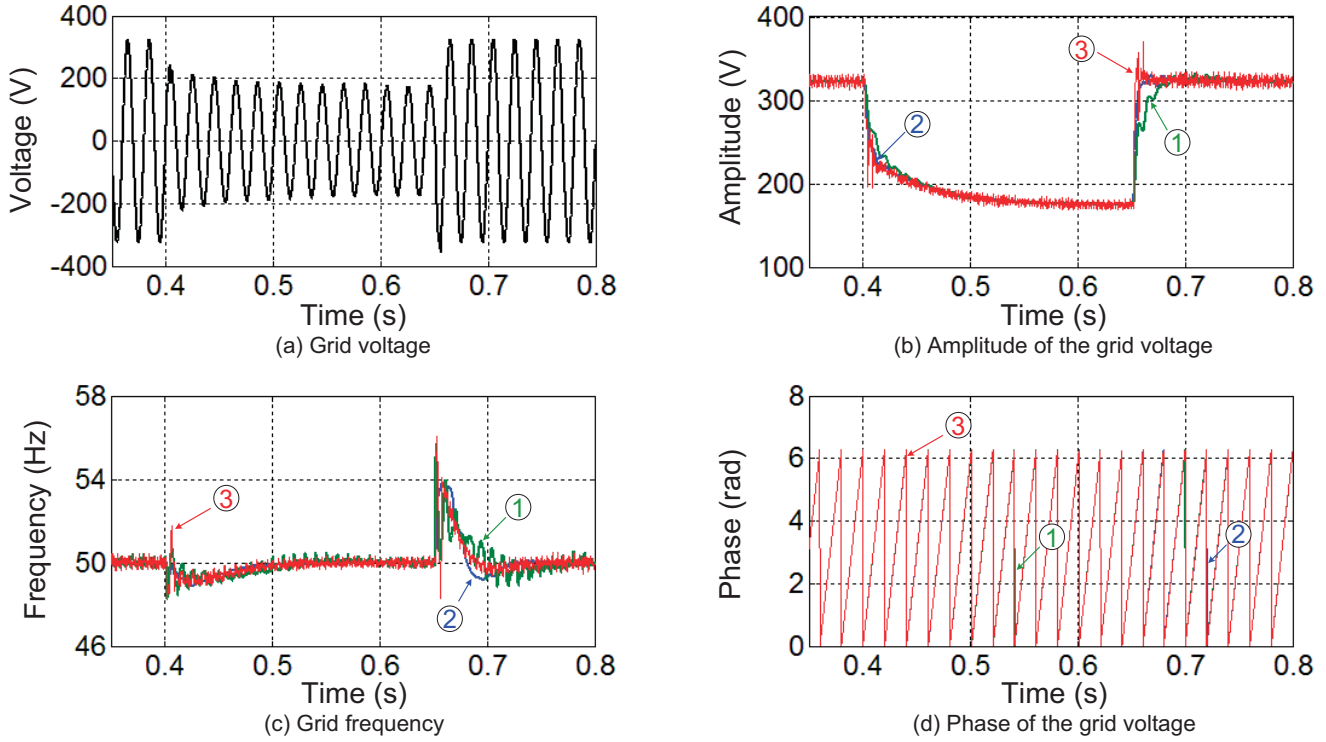 400
200
0
-200
-400
Voltage (V)
0.4 0.5 0.6 0.7 0.8
Time (s)
(a) Grid voltage
400
300
200
100
Amplitude (V)
3
2
1
0.4 0.5 0.6 0.7 0.8
Time (s)
(b) Amplitude of the grid voltage
58
54
50
46
Frequency (Hz)
3
1
2
0.4 0.5 0.6 0.7 0.8
Time (s)
(c) Grid frequency
8
6
4
2
0
Phase (rad)
3
1
2
0.4 0.5 0.6 0.7 0.8
Time (s)
(d) Phase of the grid voltage